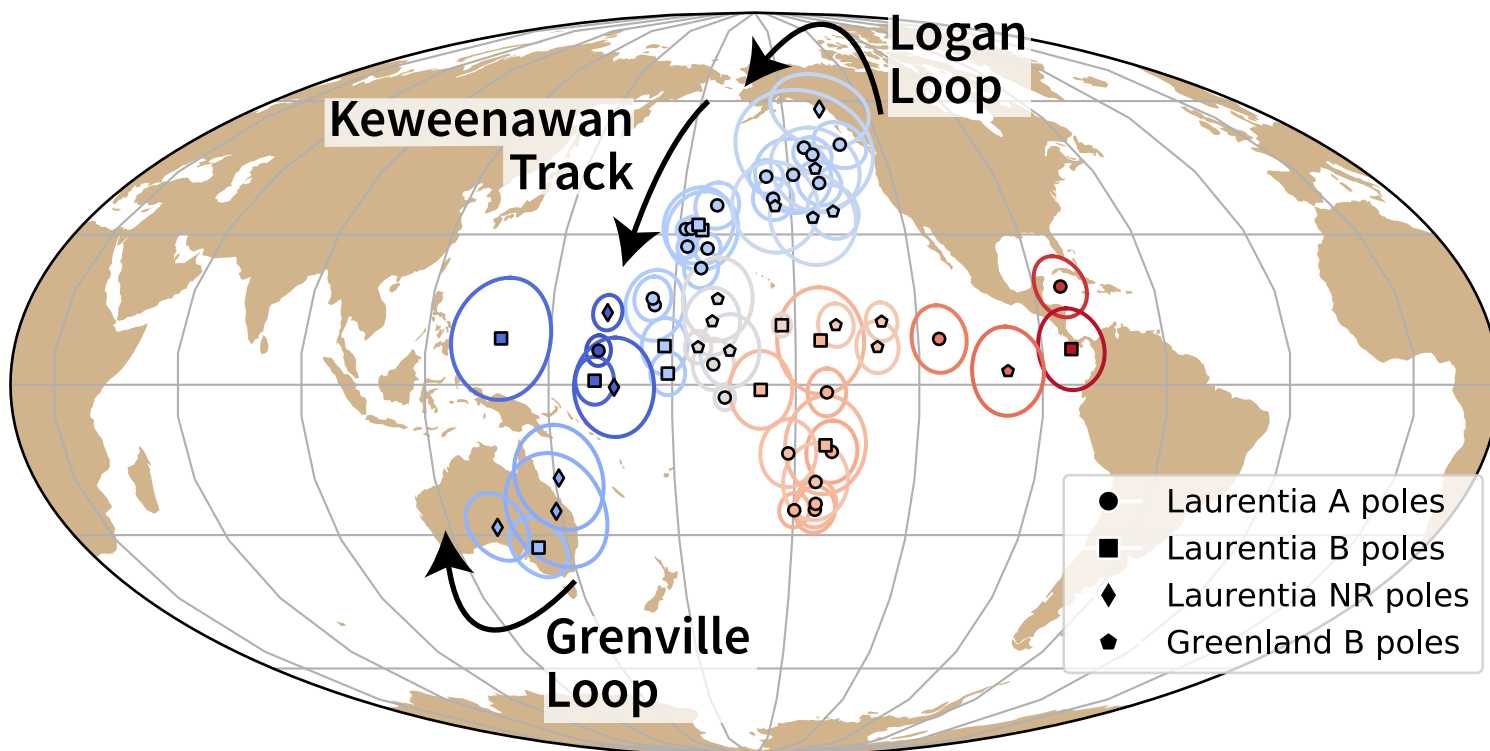 Logan
Loop
Keweenawan
Track
Grenville
Loop
Laurentia A poles
Laurentia B poles
Laurentia NR poles
Greenland B poles